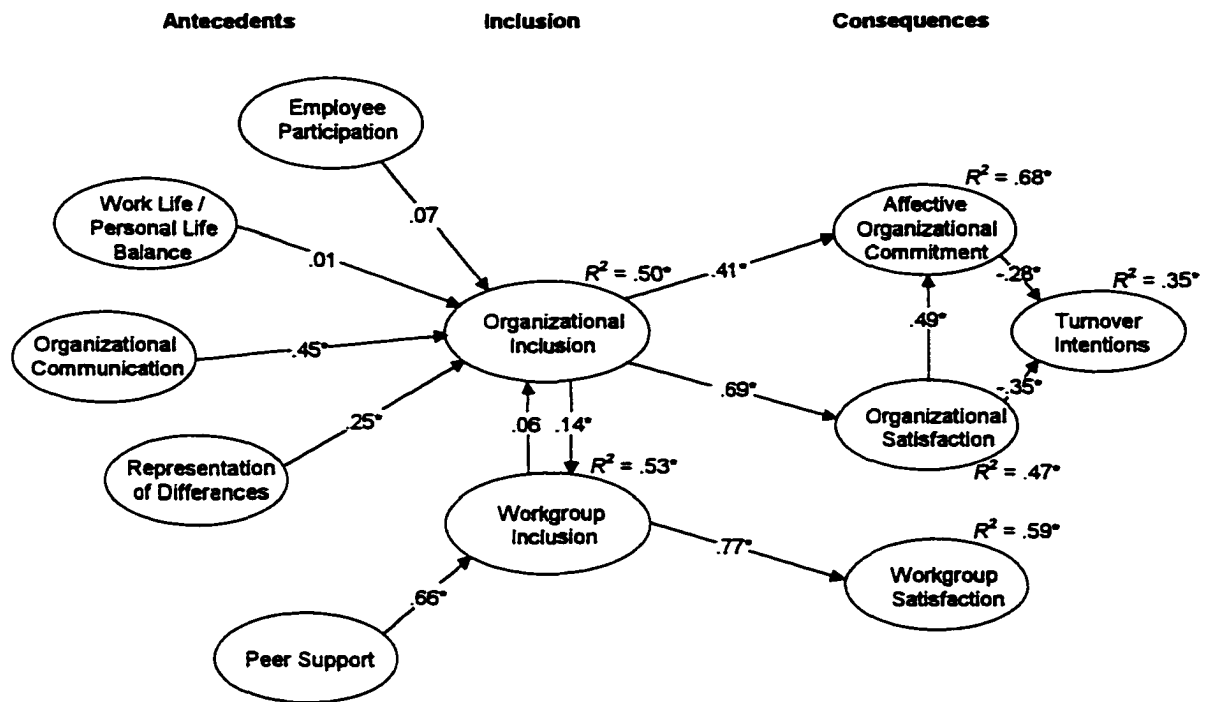 Antecedents
Inclusion
Consequences
Employee
Participation
R² = .68*
Work Life /
Personal Life
Balance
Affective
Organizational
Commitment
.07
.01
R² = .50*
.41*
-.28*
R² = .35*
Organizational
Inclusion
.49*
Turnover
Intentions
Organizational
Communication
.45*
.69*
-.35*
.25*
.06
.14*
Organizational
Satisfaction
Representation
of Differences
R² = .53*
R² = .47*
Workgroup
Inclusion
R² = .59*
.77*
Workgroup
Satisfaction
.66*
Peer Support